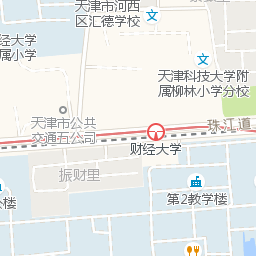 天津市河西
区汇德学校
经大学
属小学
天津科技大学附
属柳林小学分校
天津市公共
交通五公司
珠江道
财经大学
振财里
第2教学楼
公楼